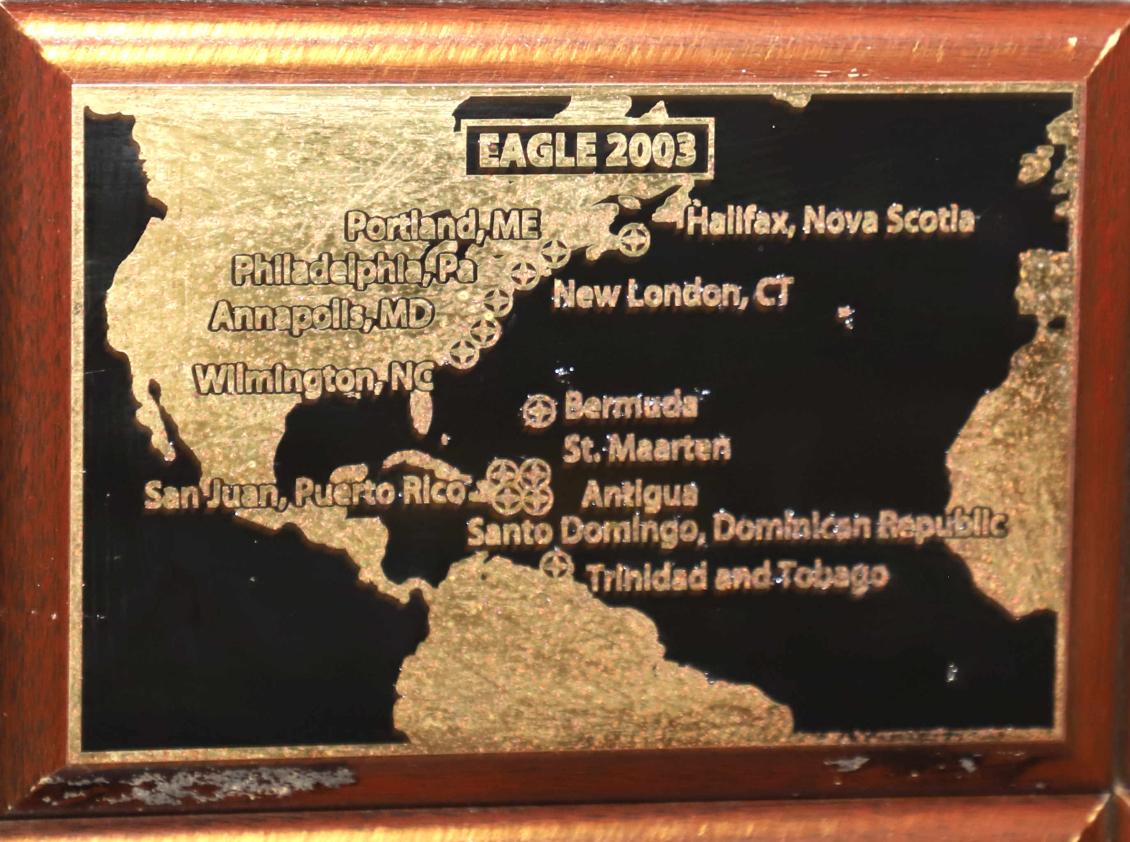 EAGLE 2003
Portland, ME
Halifax, Nova Scotia
Philadelphia, Pa
New London, CT
Annapolis, MD
Wilmington, NC
Bermuda
St. Maarten
San Juan, Puerto Rico
Antigua
Santo Domingo, Dominican Republic
Trinidad and Tobago